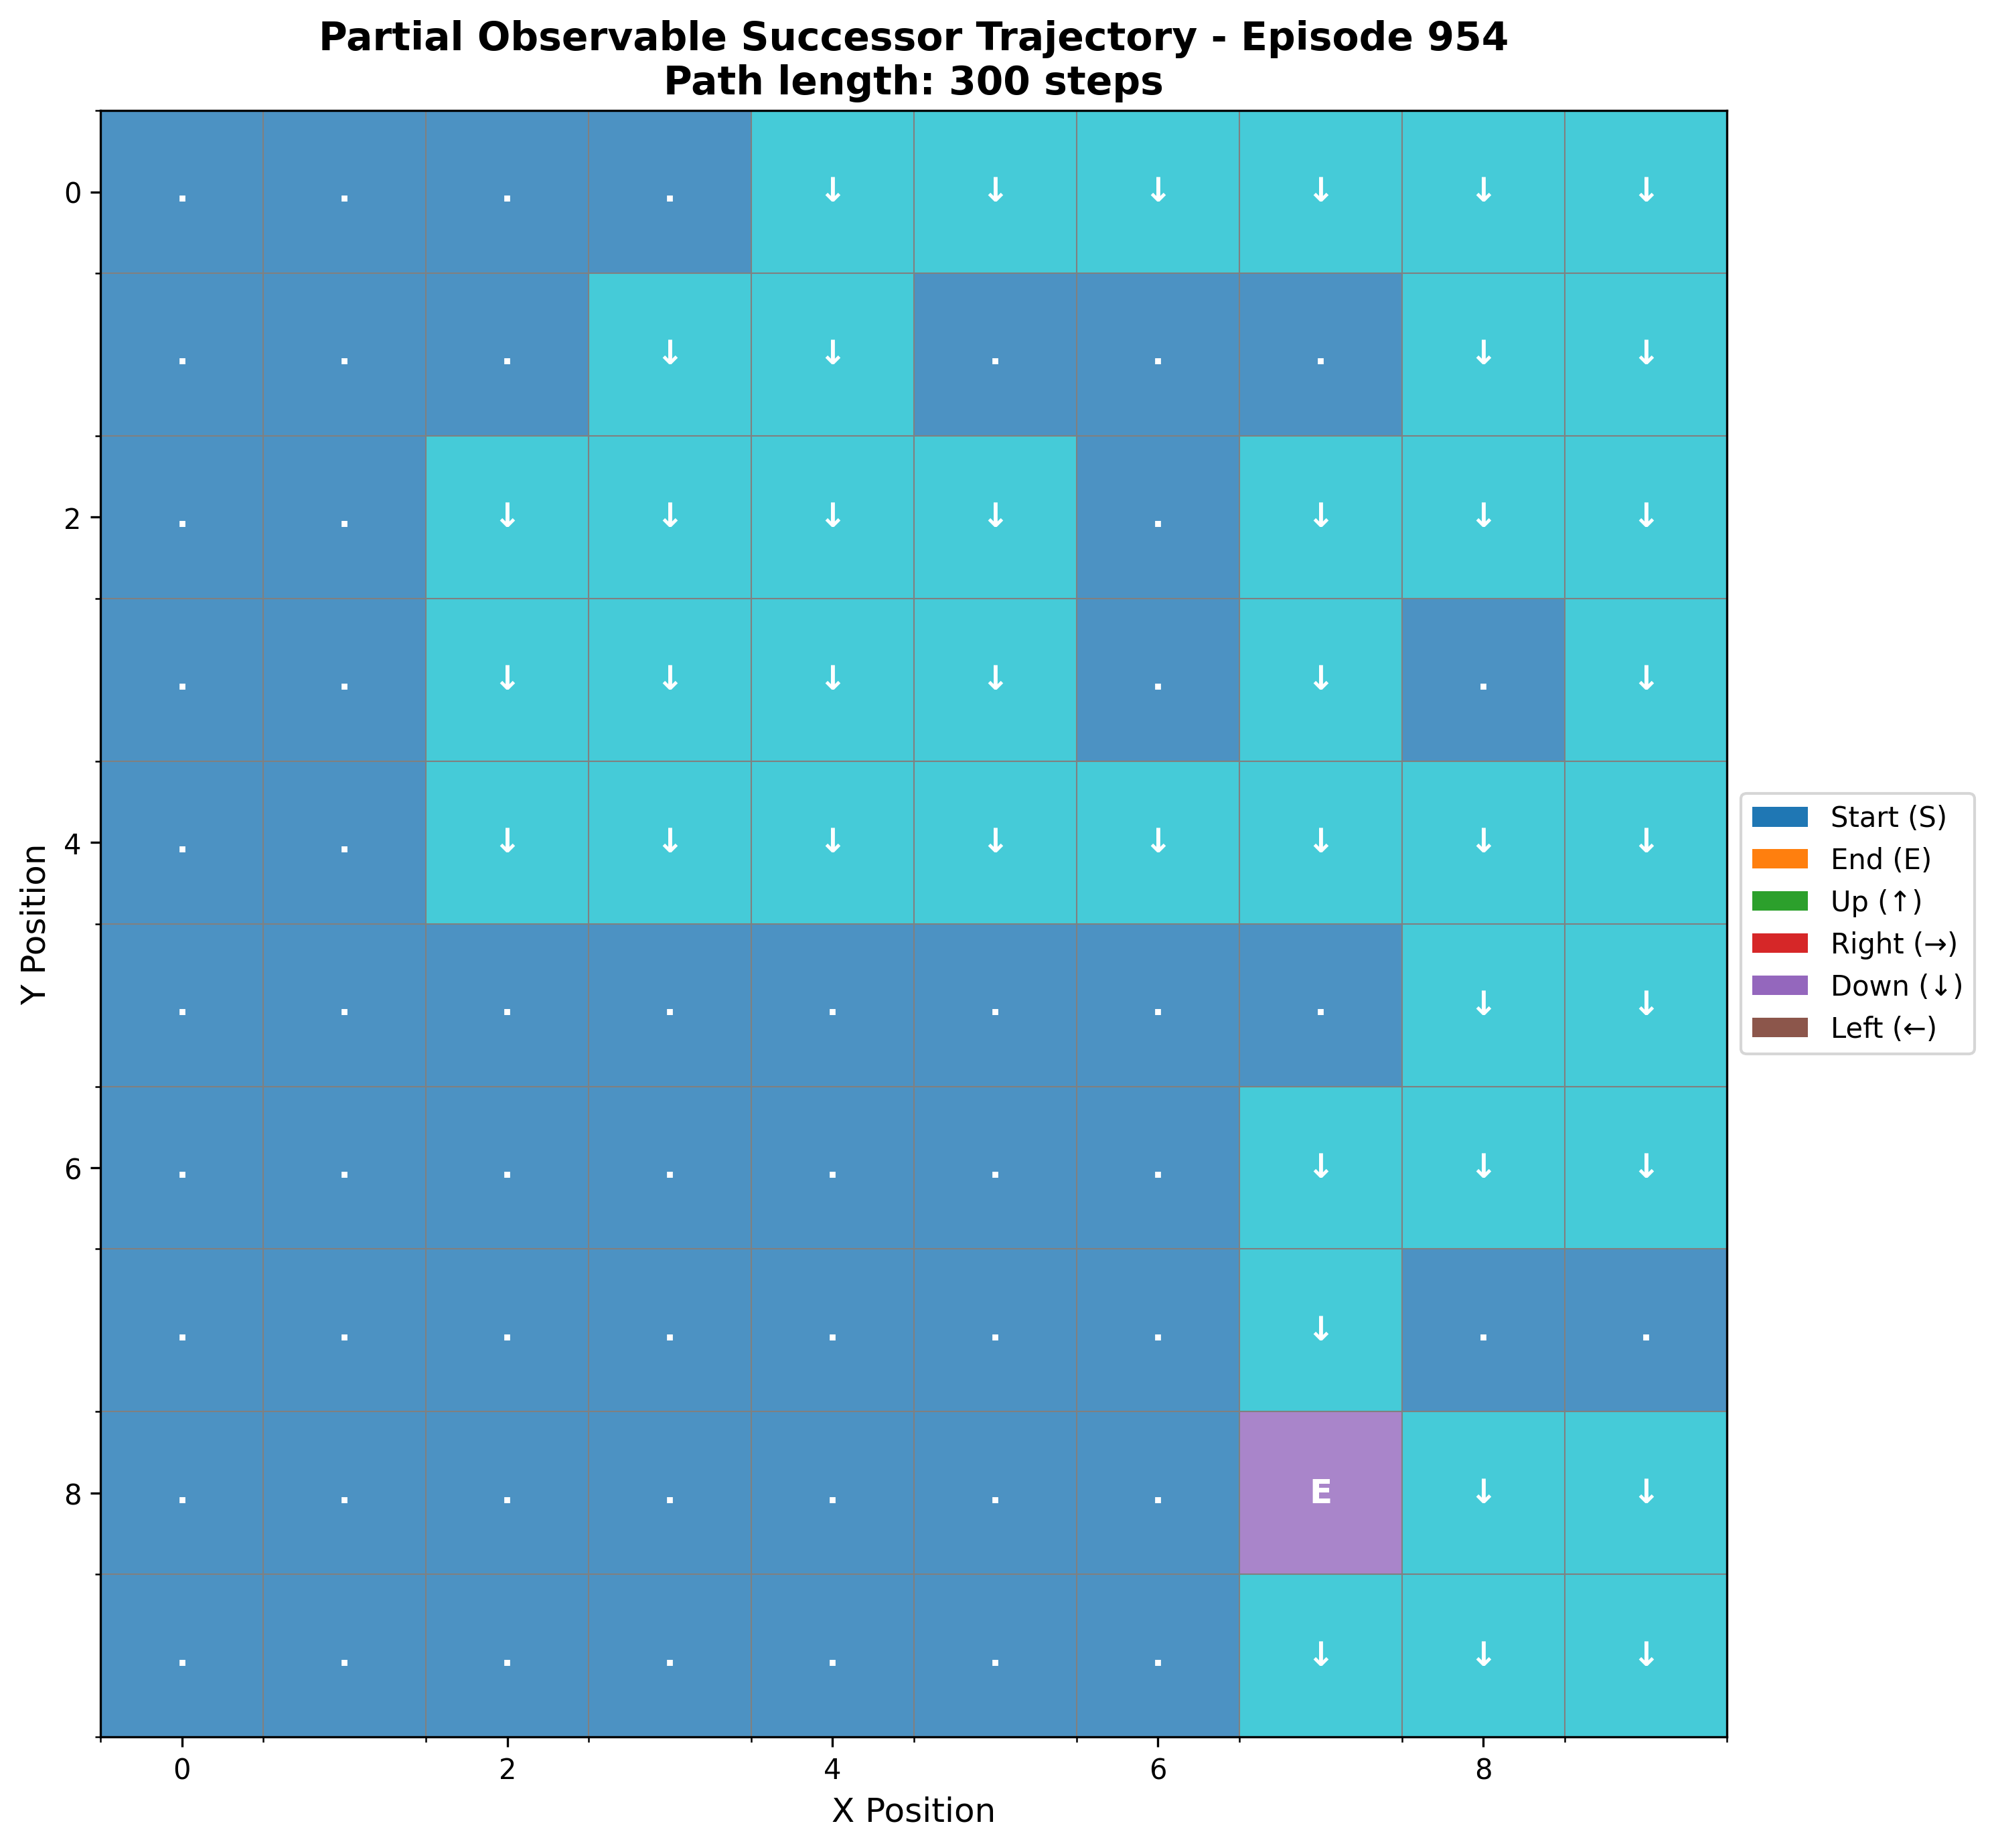 Partial Observable Successor Trajectory - Episode 954
Path length: 300 steps
0 . . . . ↓ ↓ ↓ ↓ ↓ ↓
. . . ↓ ↓ . . . ↓ ↓
2 . . ↓ ↓ ↓ ↓ . ↓ ↓ ↓
. . ↓ ↓ ↓ ↓ . ↓ . ↓
4 . . ↓ ↓ ↓ ↓ ↓ ↓ ↓ ↓
. . . . . . . . ↓ ↓
6 . . . . . . . ↓ ↓ ↓
. . . . . . . ↓ . .
8 . . . . . . . E ↓ ↓
. . . . . . . ↓ ↓ ↓
0 2 4 6 8
X Position
Y Position
Start (S)
End (E)
Up (↑)
Right (→)
Down (↓)
Left (←)